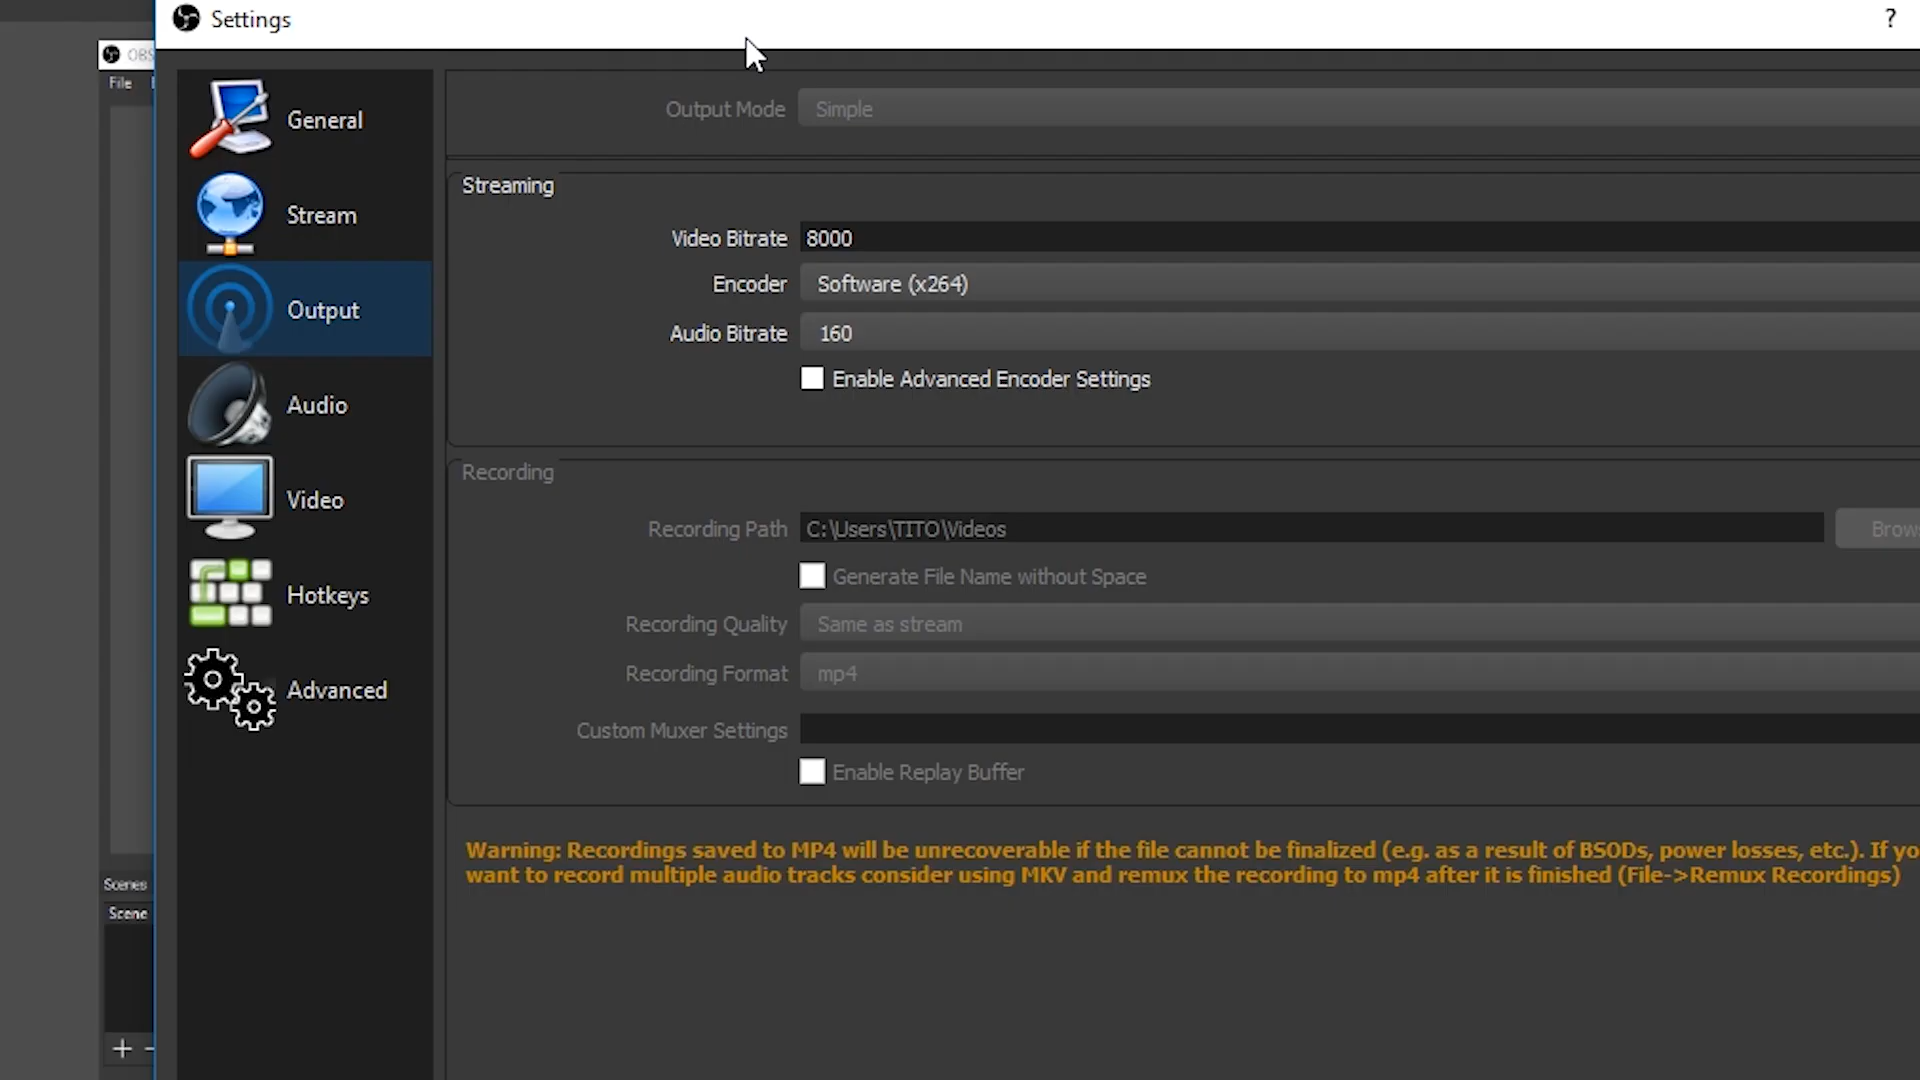 Settings
?
OBS
File
General
Stream
Output
Audio
Video
Hotkeys
Advanced
Output Mode Simple
Streaming
Video Bitrate 8000
Encoder Software (x264)
Audio Bitrate 160
Enable Advanced Encoder Settings
Recording
Recording Path C:\Users\TITO\Videos Brows
Generate File Name without Space
Recording Quality Same as stream
Recording Format mp4
Custom Muxer Settings
Enable Replay Buffer
Warning: Recordings saved to MP4 will be unrecoverable if the file cannot be finalized (e.g. as a result of BSODs, power losses, etc.). If yo
want to record multiple audio tracks consider using MKV and remux the recording to mp4 after it is finished (File->Remux Recordings)
Scenes
Scene